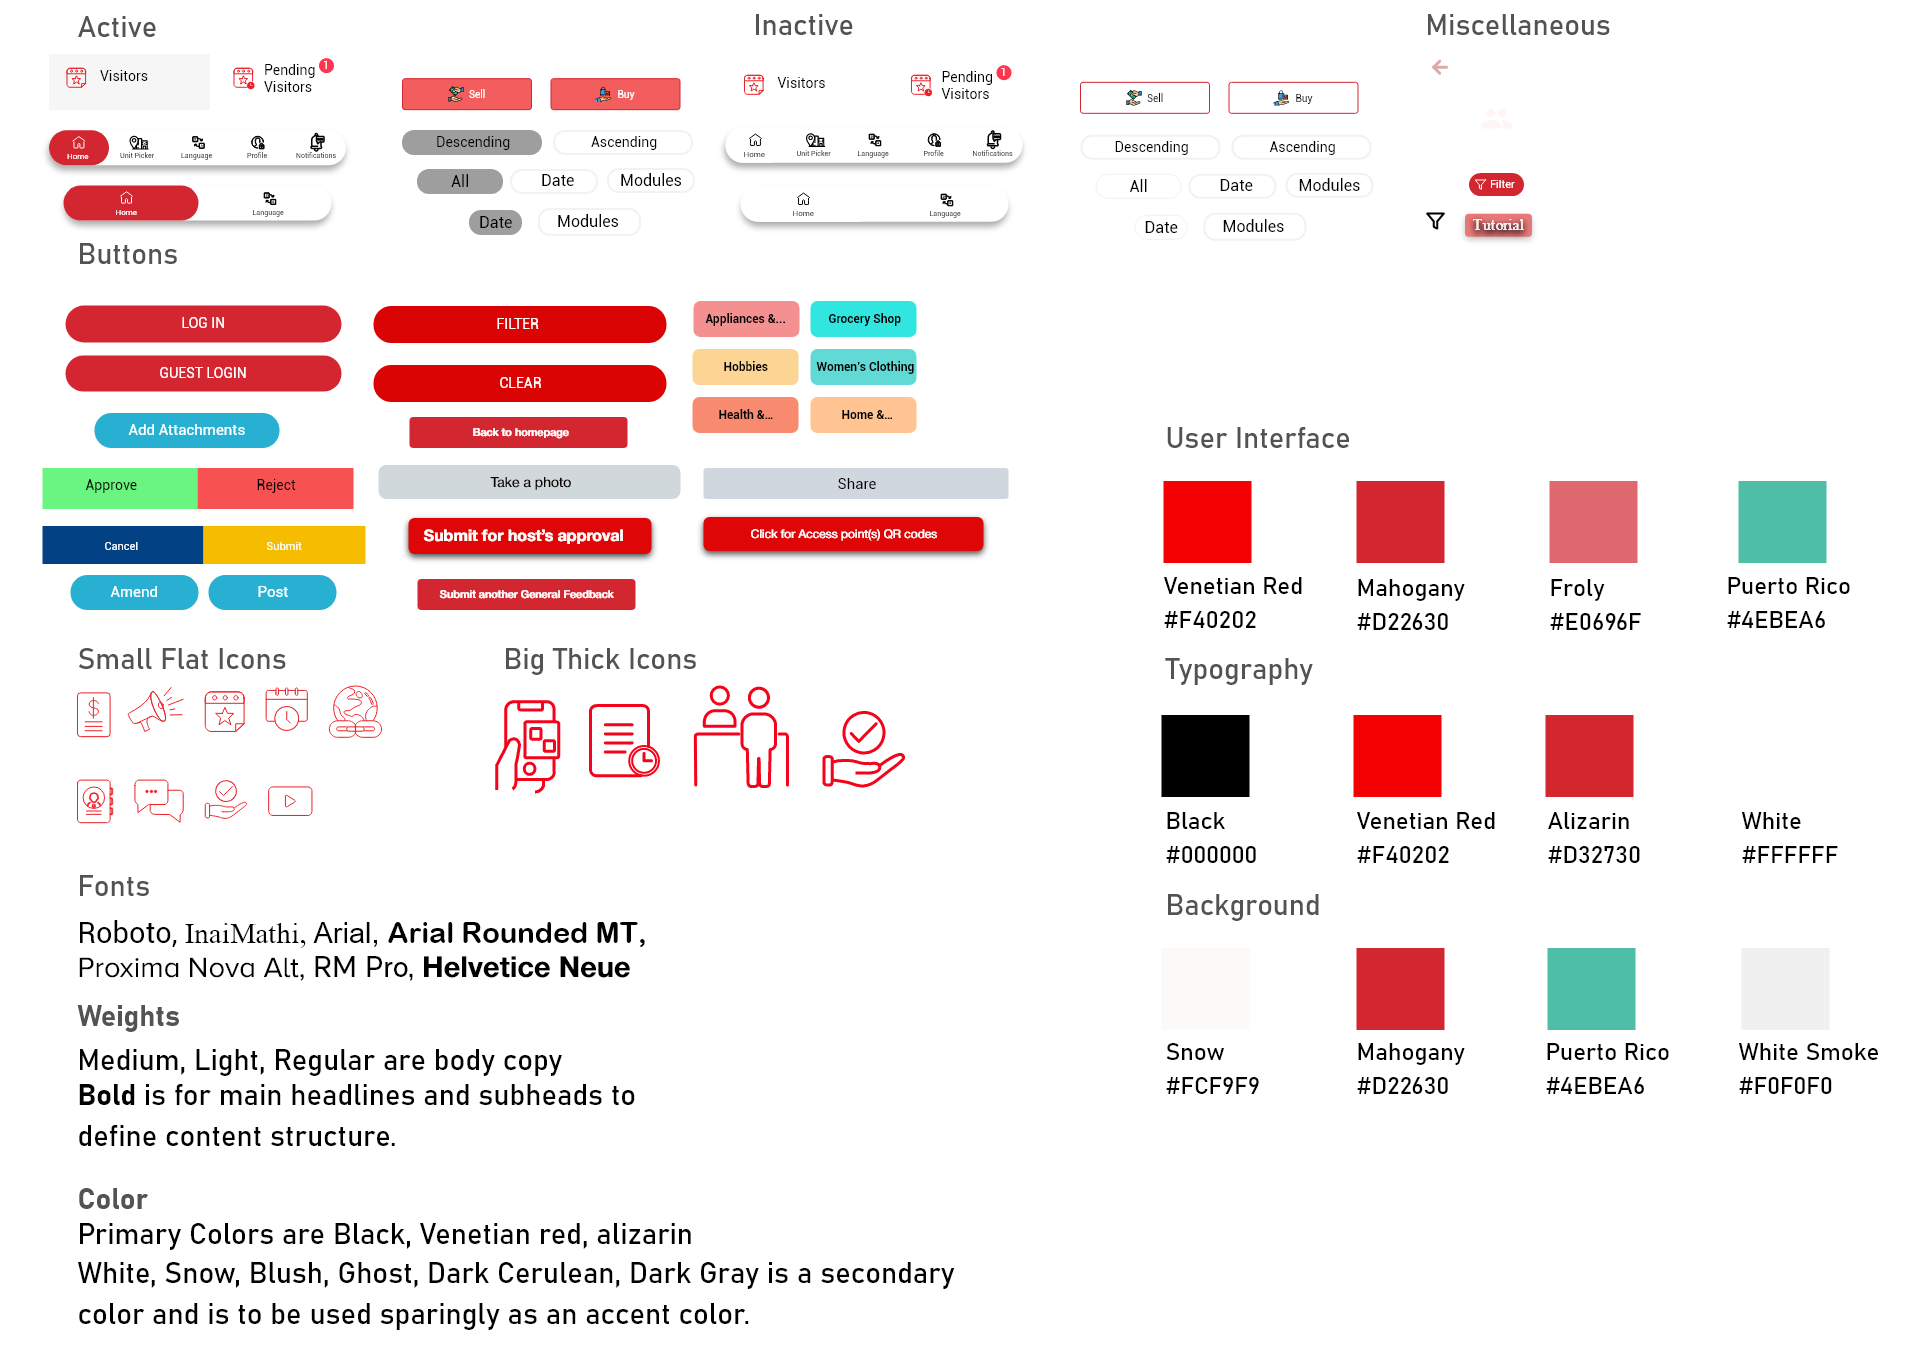 Active
Visitors
Pending
Visitors
1
Sell
Buy
Home
Unit Picker
Language
Profile
Notifications
Descending
Ascending
All
Date
Modules
Home
Language
Date
Modules
Inactive
Visitors
Pending
Visitors
1
Sell
Buy
Home
Unit Picker
Language
Profile
Notifications
Descending
Ascending
All
Date
Modules
Home
Language
Date
Modules
Miscellaneous
Filter
Tutorial
Buttons
LOG IN
GUEST LOGIN
Add Attachments
Approve
Reject
Cancel
Submit
Amend
Post
FILTER
CLEAR
Back to homepage
Take a photo
Submit for host's approval
Submit another General Feedback
Appliances &...
Grocery Shop
Hobbies
Women's Clothing
Health &...
Home &...
Share
Click for Access point(s) QR codes
Small Flat Icons
Big Thick Icons
Fonts
Roboto, InaiMathi, Arial, Arial Rounded MT,
Proxima Nova Alt, RM Pro, Helvetice Neue
Weights
Medium, Light, Regular are body copy
Bold is for main headlines and subheads to
define content structure.
Color
Primary Colors are Black, Venetian red, alizarin
White, Snow, Blush, Ghost, Dark Cerulean, Dark Gray is a secondary
color and is to be used sparingly as an accent color.
User Interface
Venetian Red
#F40202
Mahogany
#D22630
Froly
#E0696F
Puerto Rico
#4EBEA6
Typography
Black
#000000
Venetian Red
#F40202
Alizarin
#D32730
White
#FFFFFF
Background
Snow
#FCF9F9
Mahogany
#D22630
Puerto Rico
#4EBEA6
White Smoke
#F0F0F0